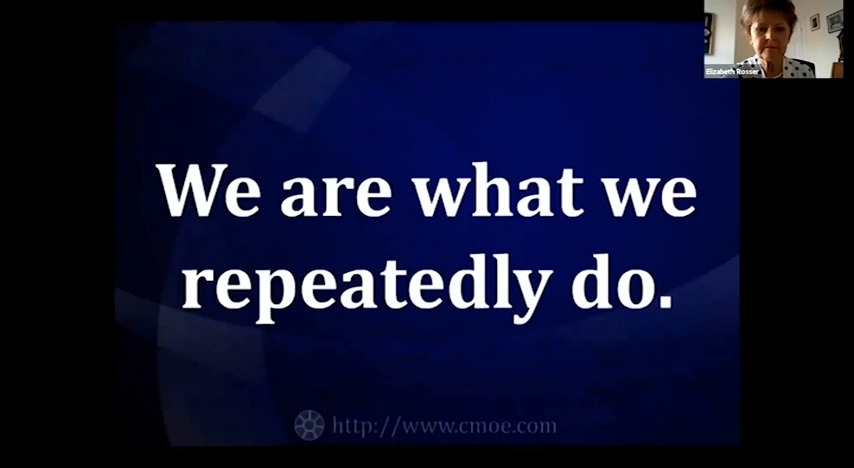 Elizabeth Rosser
We are what we
repeatedly do.
http://www.cmoe.com